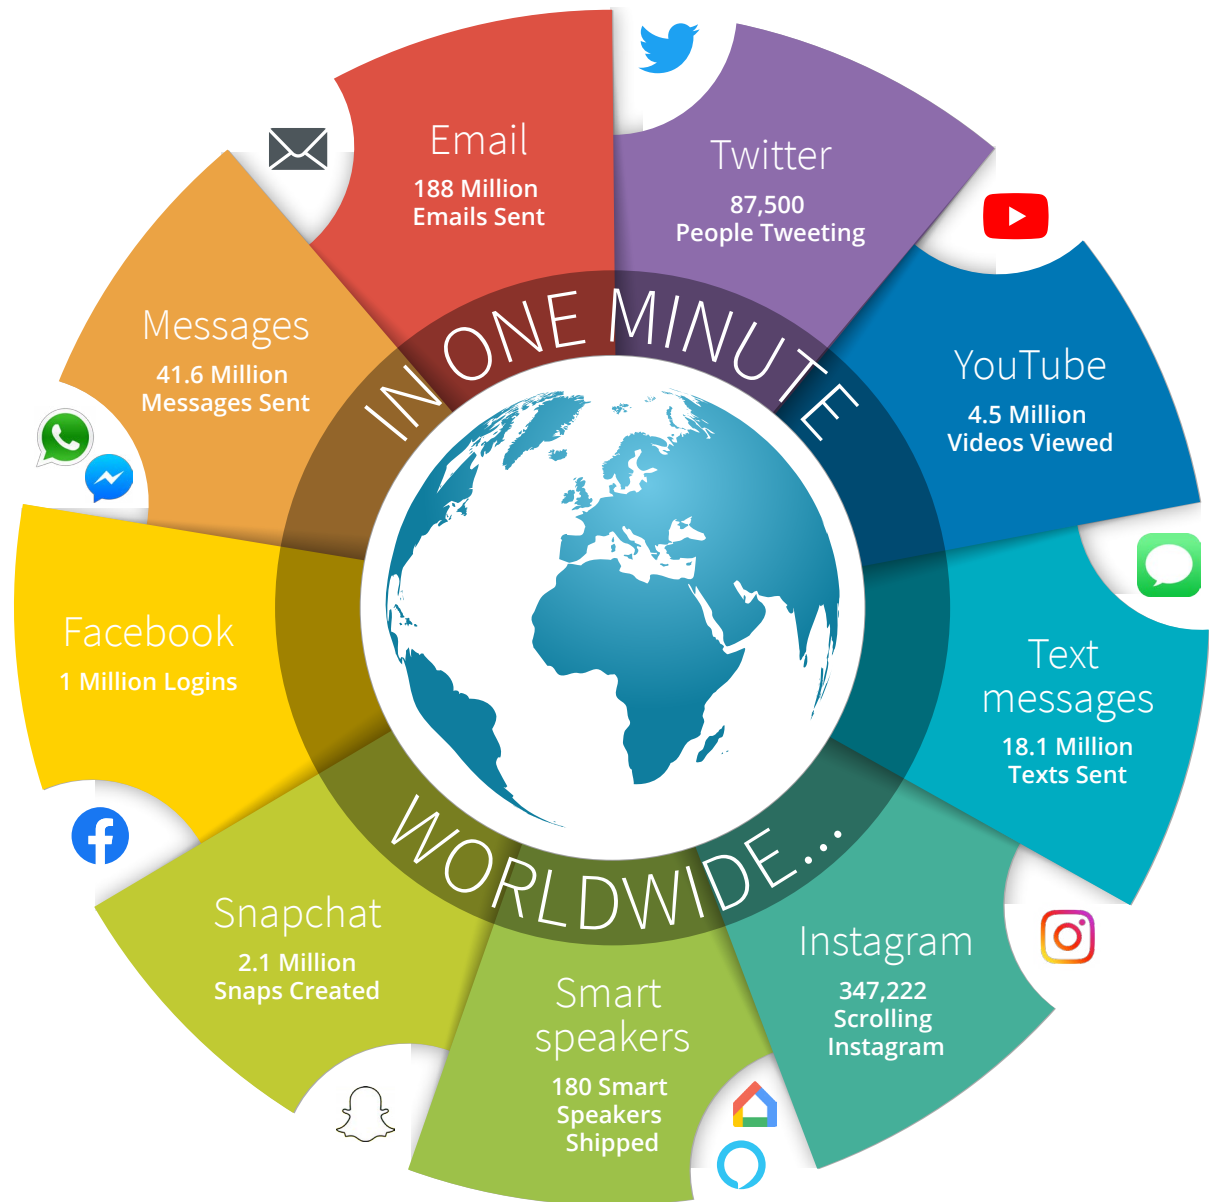 IN ONE MINUTE
WORLDWIDE...
Email
188 Million
Emails Sent
Twitter
87,500
People Tweeting
YouTube
4.5 Million
Videos Viewed
Text
messages
18.1 Million
Texts Sent
Instagram
347,222
Scrolling
Instagram
Smart
speakers
180 Smart
Speakers
Shipped
Snapchat
2.1 Million
Snaps Created
Facebook
1 Million Logins
Messages
41.6 Million
Messages Sent